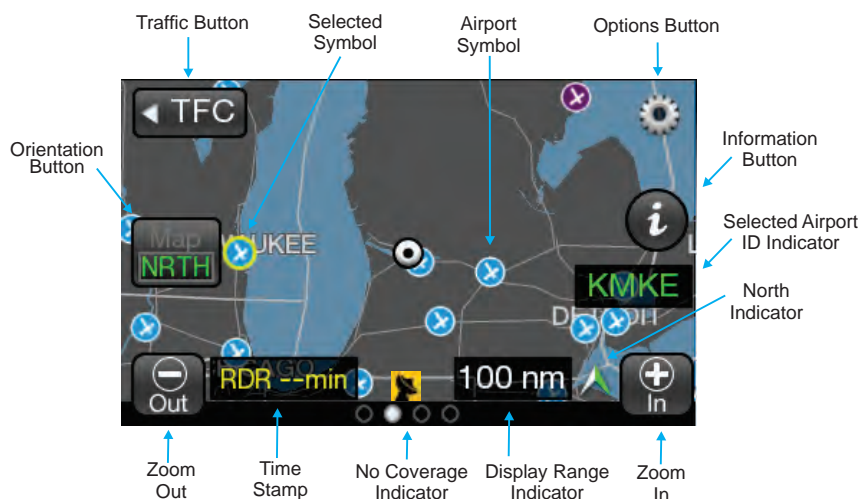 Traffic Button
Selected
Symbol
Airport
Symbol
Options Button
TFC
Orientation
Button
Information
Button
Map
NRTH
UKEE
i
Selected Airport
ID Indicator
KMKE
North
Indicator
DETROIT
Out
RDR --min
100 nm
In
Zoom
Out
Time
Stamp
No Coverage
Indicator
Display Range
Indicator
Zoom
In